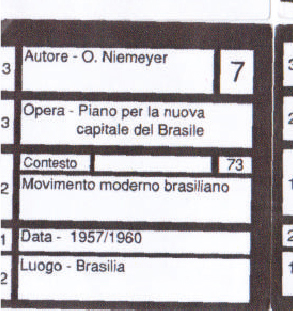 3
Autore - O. Niemeyer
7
3
3
Opera - Piano per la nuova
capitale del Brasile
2
Contesto
73
2
Movimento moderno brasiliano
1
1
Data - 1957/1960
2
2
Luogo - Brasilia
1